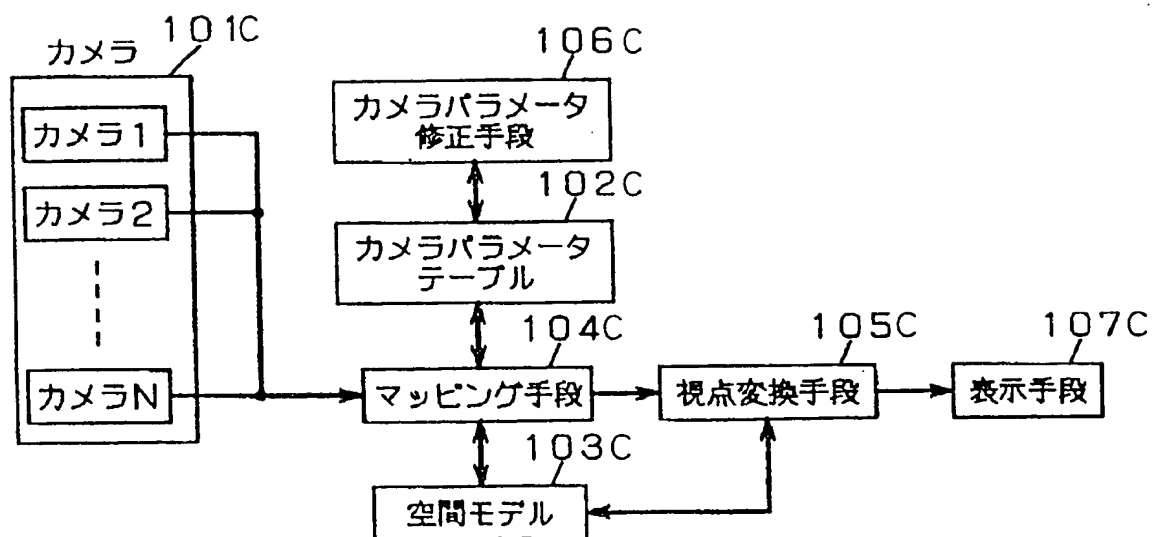 101C
カメラ
カメラ1
カメラ2
カメラN
106C
カメラパラメータ
修正手段
102C
カメラパラメータ
テーブル
104C
マッピング手段
105C
視点変換手段
107C
表示手段
103C
空間モデル